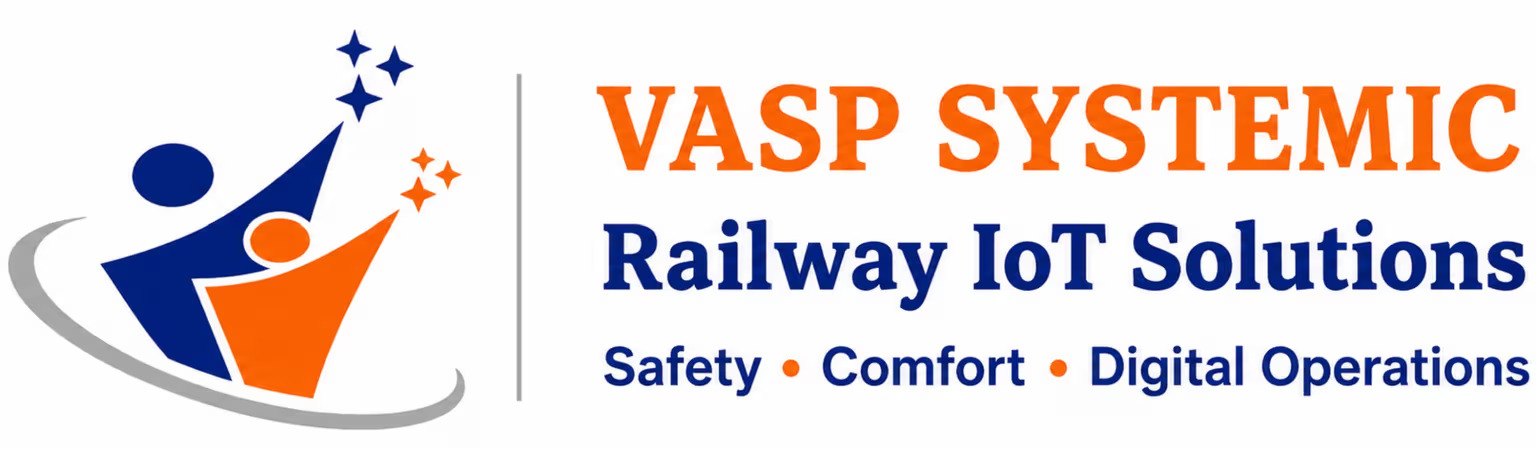 VASP SYSTEMIC
Railway IoT Solutions
Safety • Comfort • Digital Operations